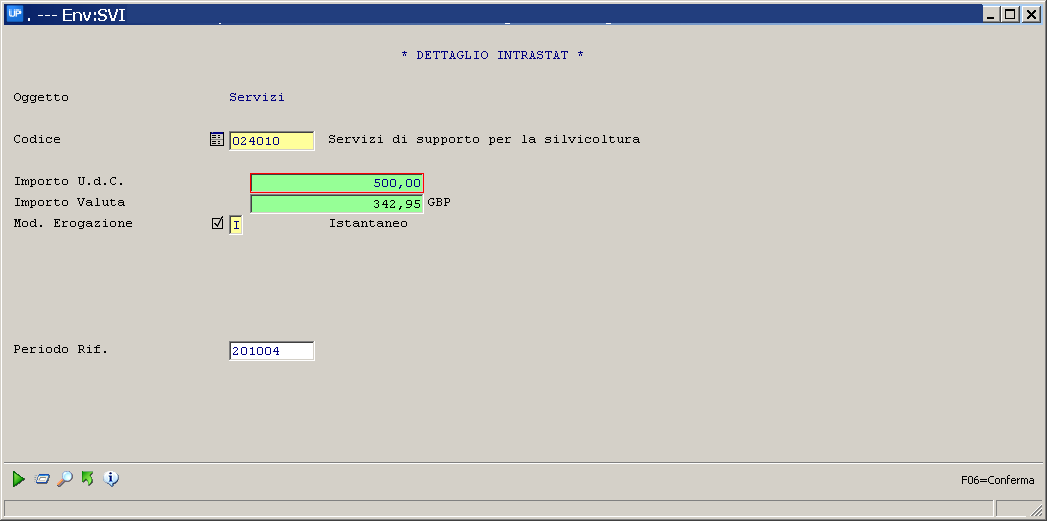 UP . --- Env:SVI
* DETTAGLIO INTRASTAT *
Oggetto Servizi
Codice 024010 Servizi di supporto per la silvicoltura
Importo U.d.C. 500,00
Importo Valuta 342,95 GBP
Mod. Erogazione I Istantaneo
Periodo Rif. 201004
F06=Conferma